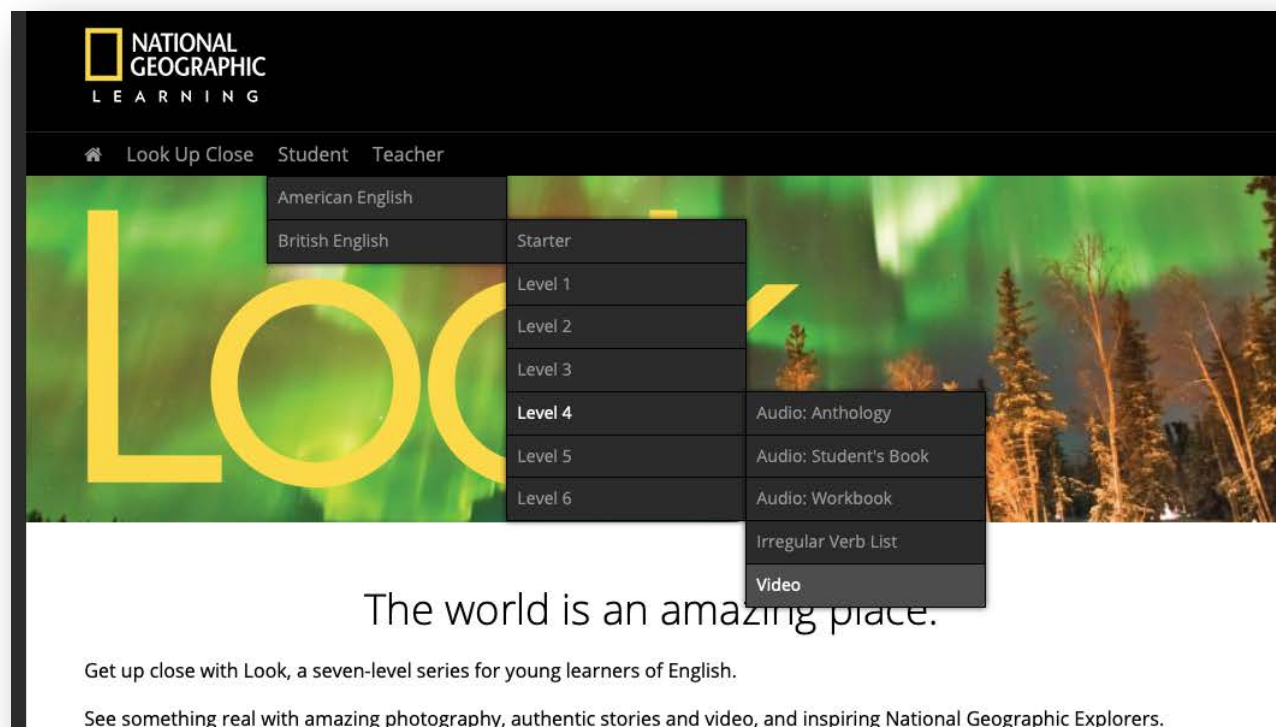 NATIONAL
GEOGRAPHIC
LEARNING
Look Up Close Student Teacher
American English
British English
Starter
Level 1
Level 2
Level 3
Level 4
Level 5
Level 6
Audio: Anthology
Audio: Student's Book
Audio: Workbook
Irregular Verb List
Video
Look
The world is an amazing place.
Get up close with Look, a seven-level series for young learners of English.
See something real with amazing photography, authentic stories and video, and inspiring National Geographic Explorers.